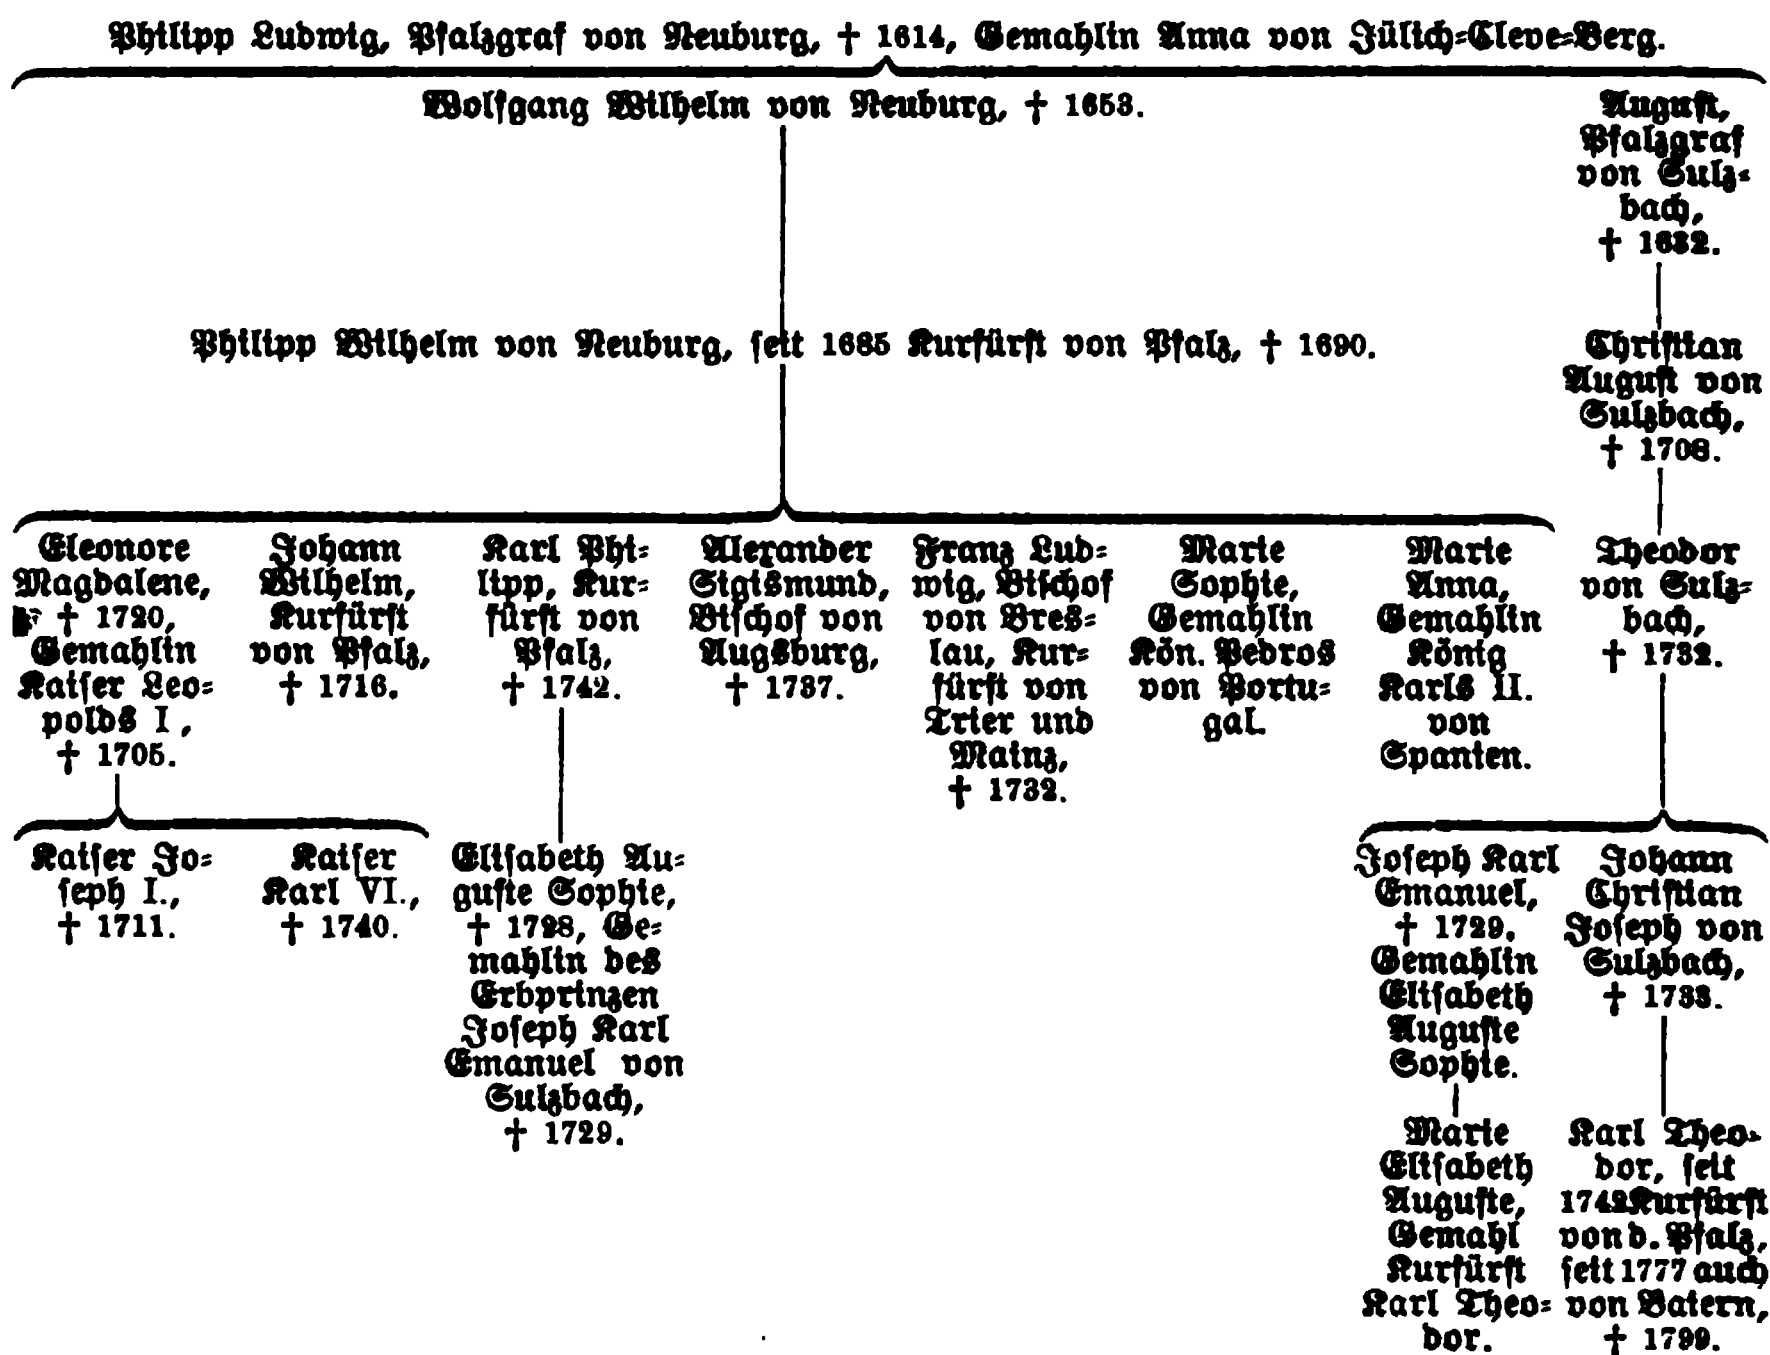 Philipp Ludwig, Pfalzgraf von Neuburg, † 1614, Gemahlin Anna von Jülich-Cleve-Berg.
Wolfgang Wilhelm von Neuburg, † 1653.
August,
Pfalzgraf
von Sulz-
bach,
† 1632.
Philipp Wilhelm von Neuburg, seit 1685 Kurfürst von Pfalz, † 1690.
Christian
August von
Sulzbach,
† 1708.
Eleonore
Magdalene,
† 1720,
Gemahlin
Kaiser Leo-
polds I,
† 1705.
Johann
Wilhelm,
Kurfürst
von Pfalz,
† 1716.
Karl Phi-
lipp, Kur-
fürst von
Pfalz,
† 1742.
Alexander
Sigismund,
Bischof von
Augsburg,
† 1737.
Franz Lud-
wig, Bischof
von Bres-
lau, Kur-
fürst von
Trier und
Mainz,
† 1732.
Marie
Sophie,
Gemahlin
Kön. Pedros
von Portu-
gal.
Marie
Anna,
Gemahlin
König
Karls II.
von
Spanien.
Theodor
von Sulz-
bach,
† 1732.
Kaiser Jo-
seph I.,
† 1711.
Kaiser
Karl VI.,
† 1740.
Elisabeth Au-
guste Sophie,
† 1728, Ge-
mahlin des
Erbprinzen
Joseph Karl
Emanuel von
Sulzbach,
† 1729.
Joseph Karl
Emanuel,
† 1729.
Gemahlin
Elisabeth
Auguste
Sophie.
Johann
Christian
Joseph von
Sulzbach,
† 1733.
Marie
Elisabeth
Auguste,
Gemahl
Kurfürst
Karl Theo-
dor.
Karl Theo-
dor, seit
1742 Kurfürst
von d. Pfalz,
seit 1777 auch
von Baiern,
† 1799.